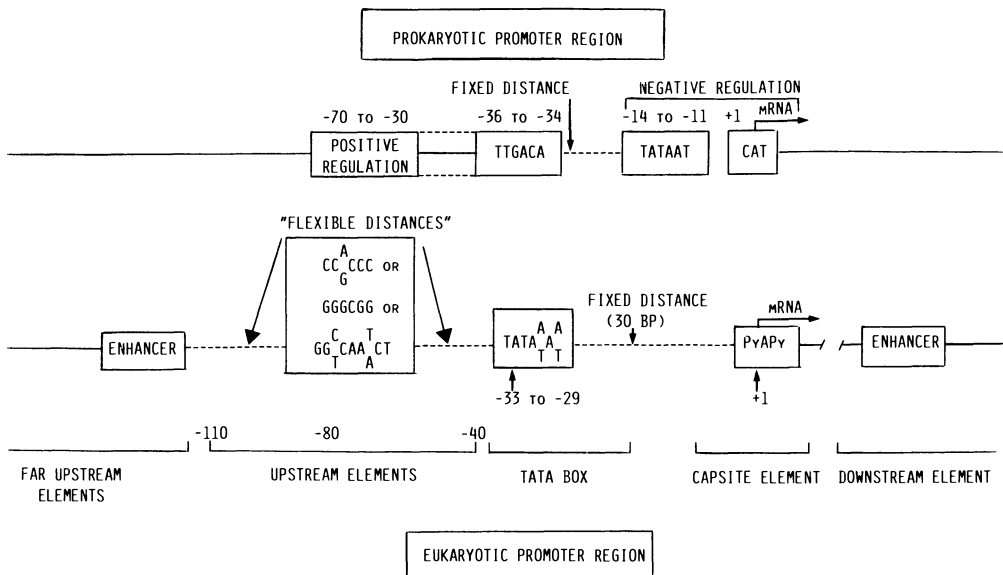 PROKARYOTIC PROMOTER REGION
FIXED DISTANCE
NEGATIVE REGULATION
-70 TO -30
-36 TO -34
-14 TO -11
+1
mRNA
POSITIVE
REGULATION
TTGACA
TATAAT
CAT
"FLEXIBLE DISTANCES"
A
CC CCC OR
G
GGGCGG OR
C T
GG CAA CT
T A
ENHANCER
A A
TATA A
T T
FIXED DISTANCE
(30 BP)
mRNA
PYAPY
ENHANCER
-33 TO -29
+1
-110
-80
-40
FAR UPSTREAM
ELEMENTS
UPSTREAM ELEMENTS
TATA BOX
CAPSITE ELEMENT
DOWNSTREAM ELEMENT
EUKARYOTIC PROMOTER REGION